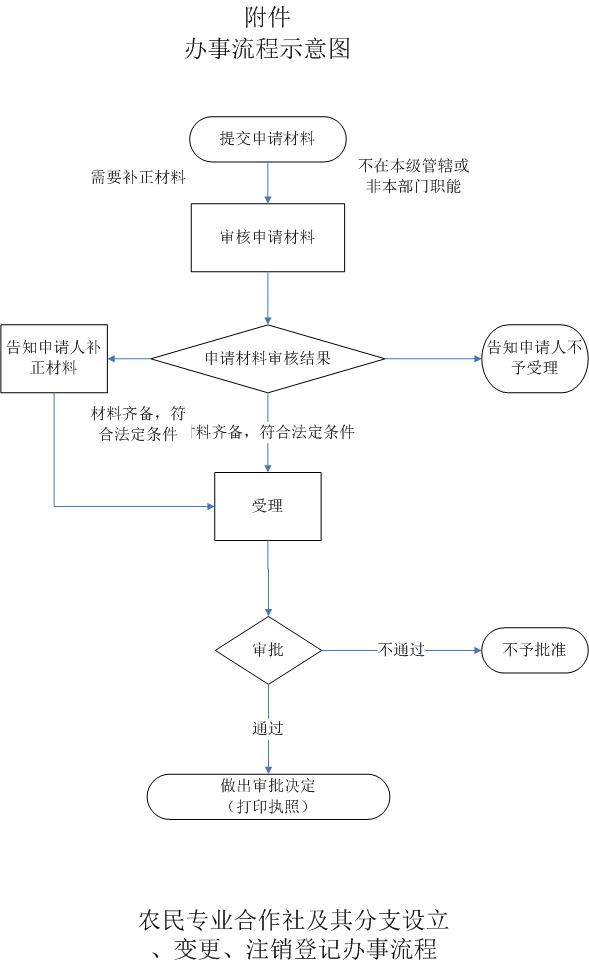 附件
办事流程示意图
提交申请材料
需要补正材料
不在本级管辖或
非本部门职能
审核申请材料
告知申请人补
正材料
申请材料审核结果
告知申请人不
予受理
材料齐备，符
合法定条件
料齐备，符合法定条件
受理
审批
不通过
不予批准
通过
做出审批决定
（打印执照）
农民专业合作社及其分支设立
、变更、注销登记办事流程